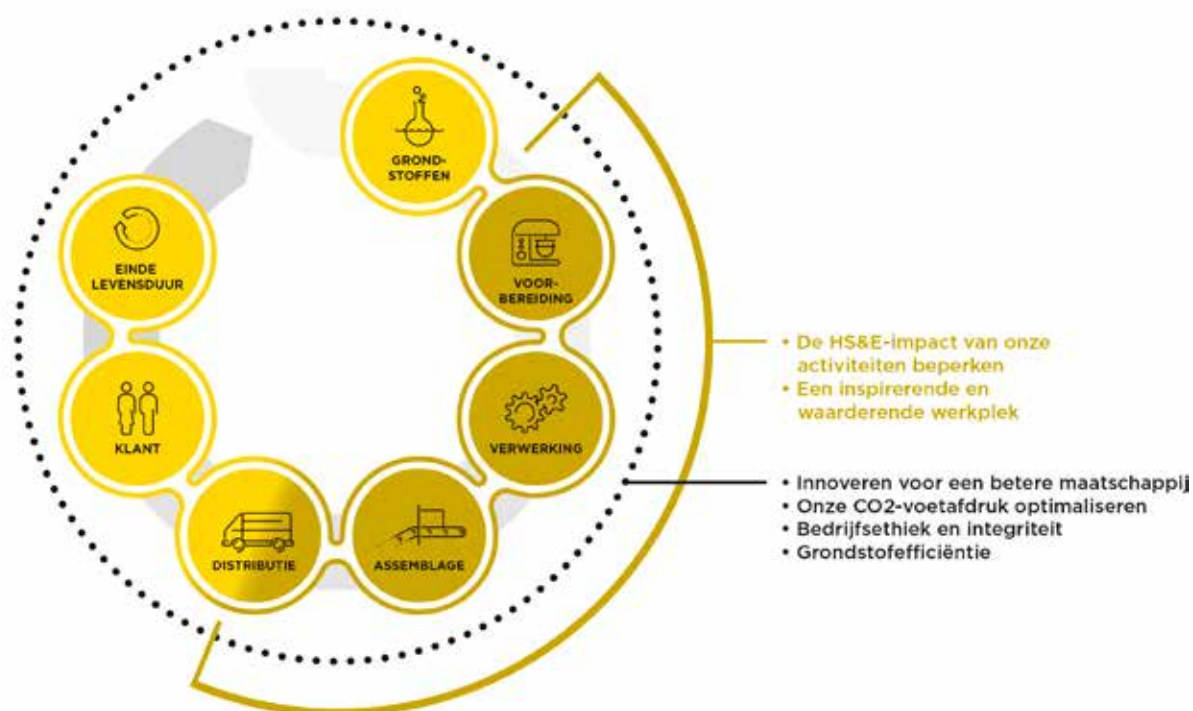 GROND-
STOFFEN
VOOR-
BEREIDING
VERWERKING
ASSEMBLAGE
DISTRIBUTIE
KLANT
EINDE
LEVENSDUUR
• De HS&E-impact van onze
activiteiten beperken
• Een inspirerende en
waarderende werkplek
• Innoveren voor een betere maatschappij
• Onze CO2-voetafdruk optimaliseren
• Bedrijfsethiek en integriteit
• Grondstofefficiëntie